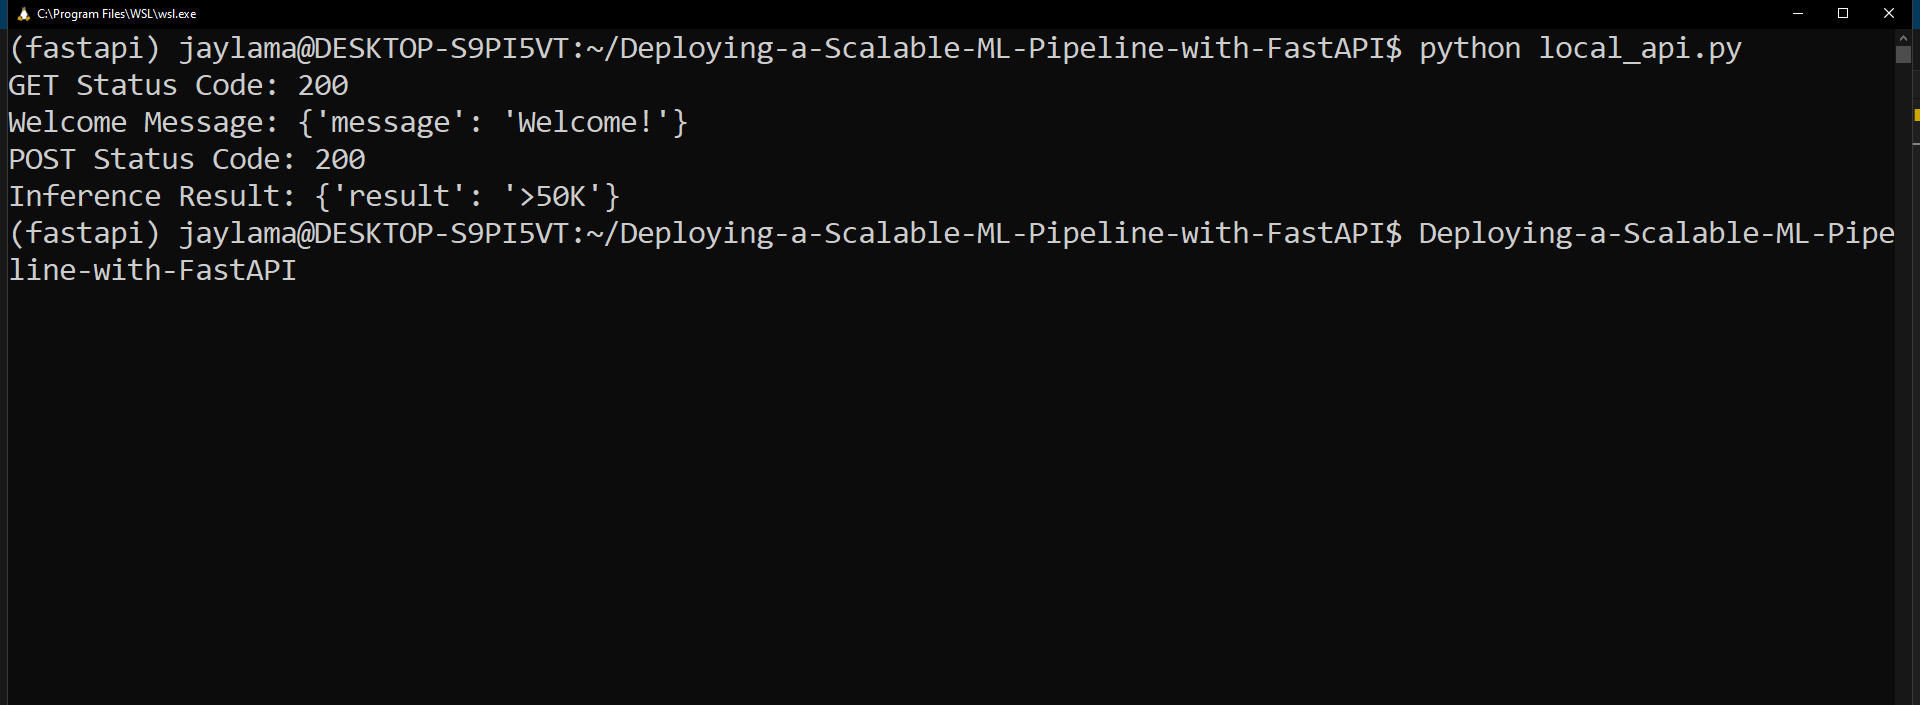 C:\Program Files\WSL\wsl.exe
(fastapi) jaylama@DESKTOP-S9PI5VT:~/Deploying-a-Scalable-ML-Pipeline-with-FastAPI$ python local_api.py
GET Status Code: 200
Welcome Message: {'message': 'Welcome!'}
POST Status Code: 200
Inference Result: {'result': '>50K'}
(fastapi) jaylama@DESKTOP-S9PI5VT:~/Deploying-a-Scalable-ML-Pipeline-with-FastAPI$ Deploying-a-Scalable-ML-Pipe
line-with-FastAPI